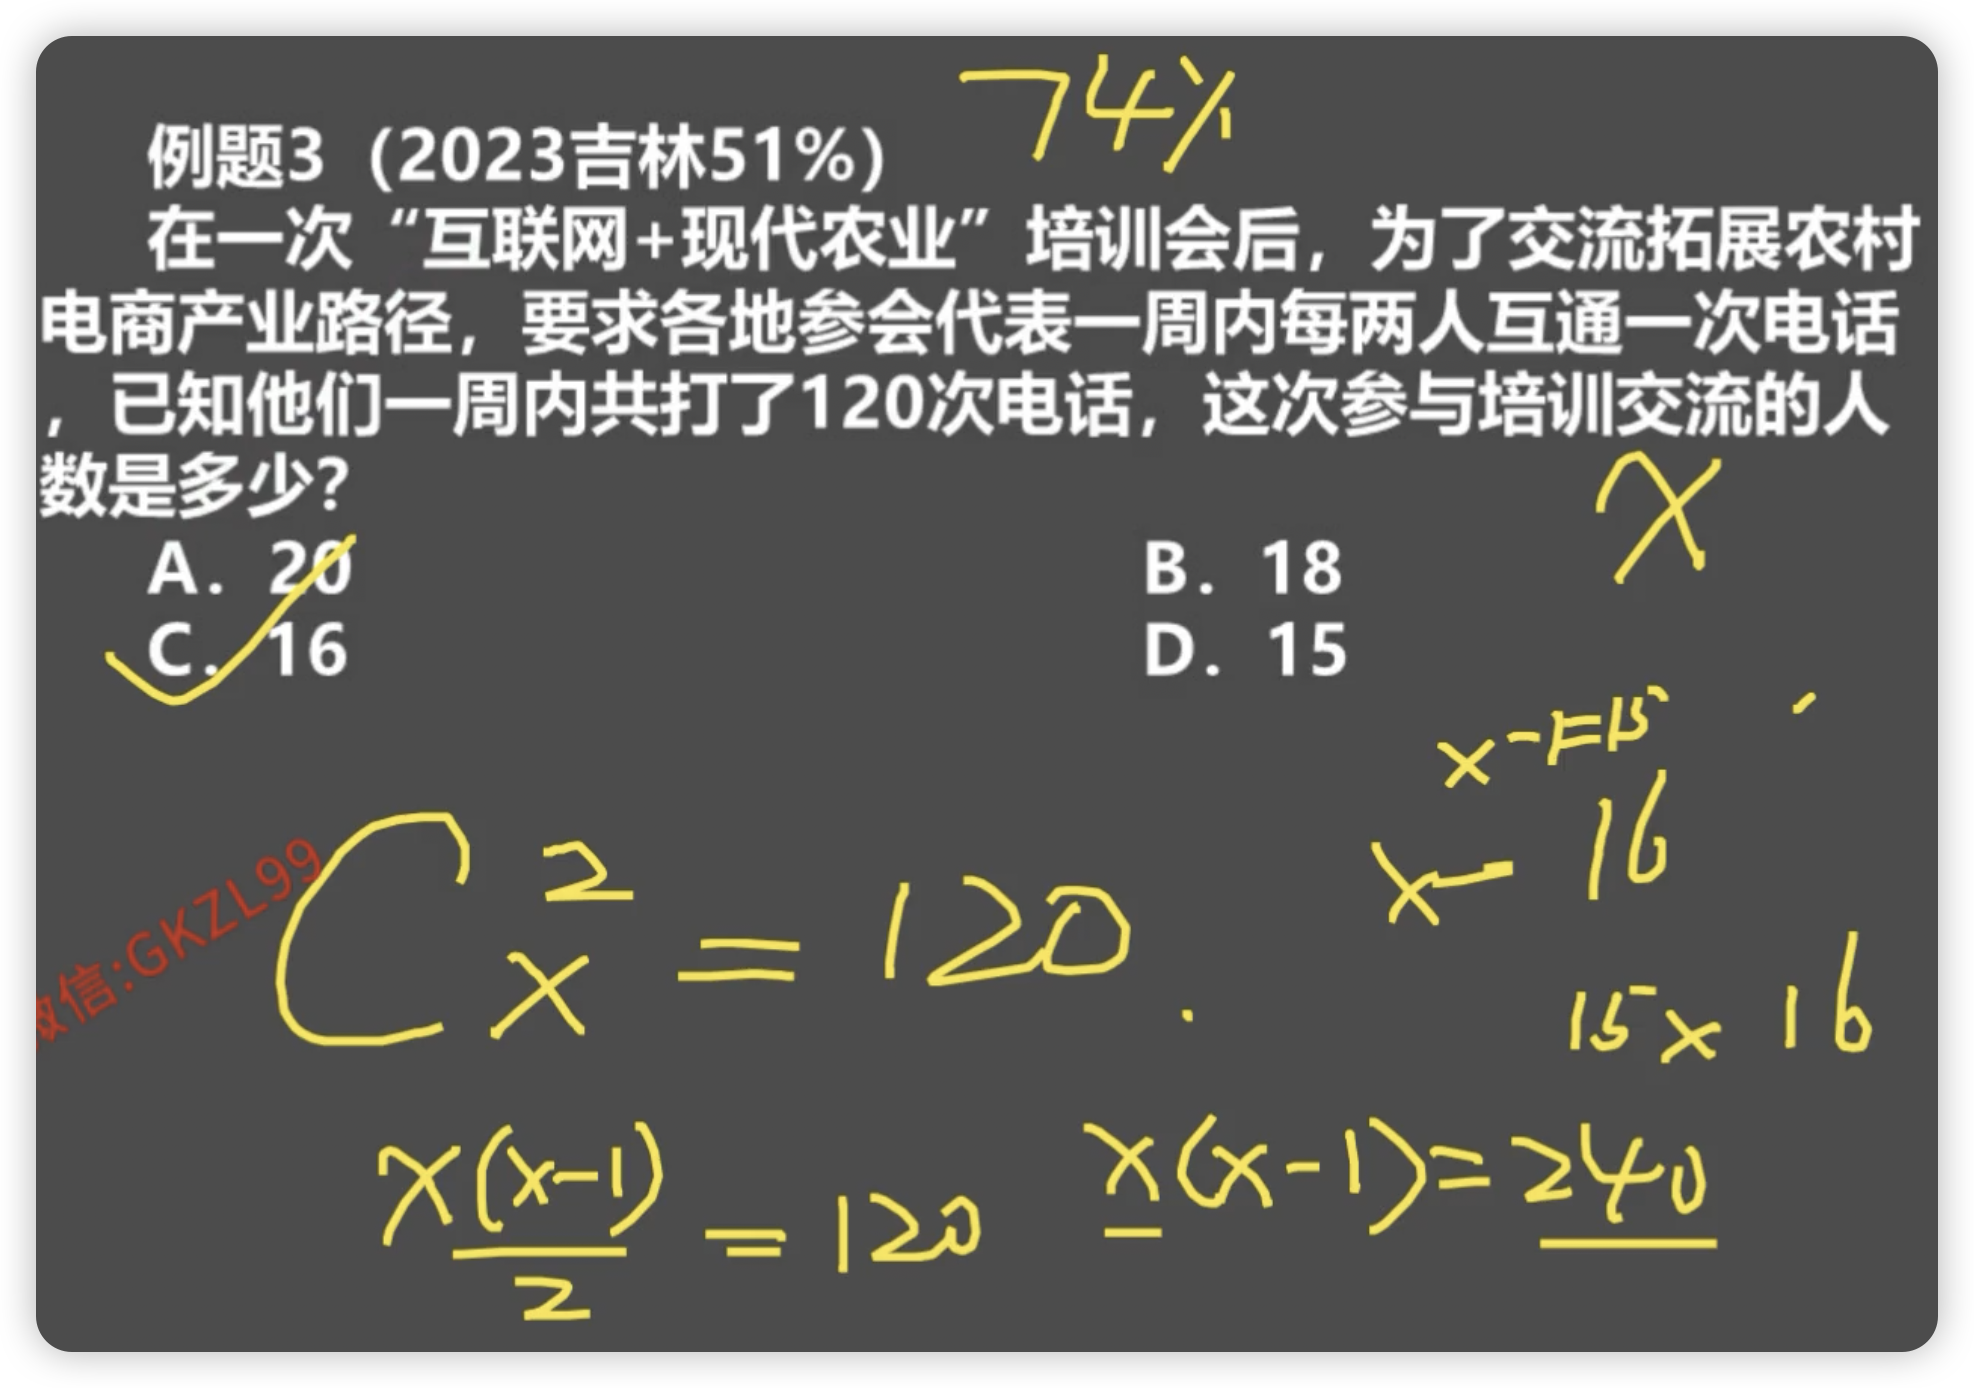 74%
例题3（2023吉林51%）
在一次“互联网+现代农业”培训会后，为了交流拓展农村
电商产业路径，要求各地参会代表一周内每两人互通一次电话
，已知他们一周内共打了120次电话，这次参与培训交流的人
数是多少？
x
A. 20
B. 18
C. 16
D. 15
x-1=15
x- 16
C 2 x = 120
15x16
x(x-1)/2 = 120
x(x-1)=240
微信:GKZL99